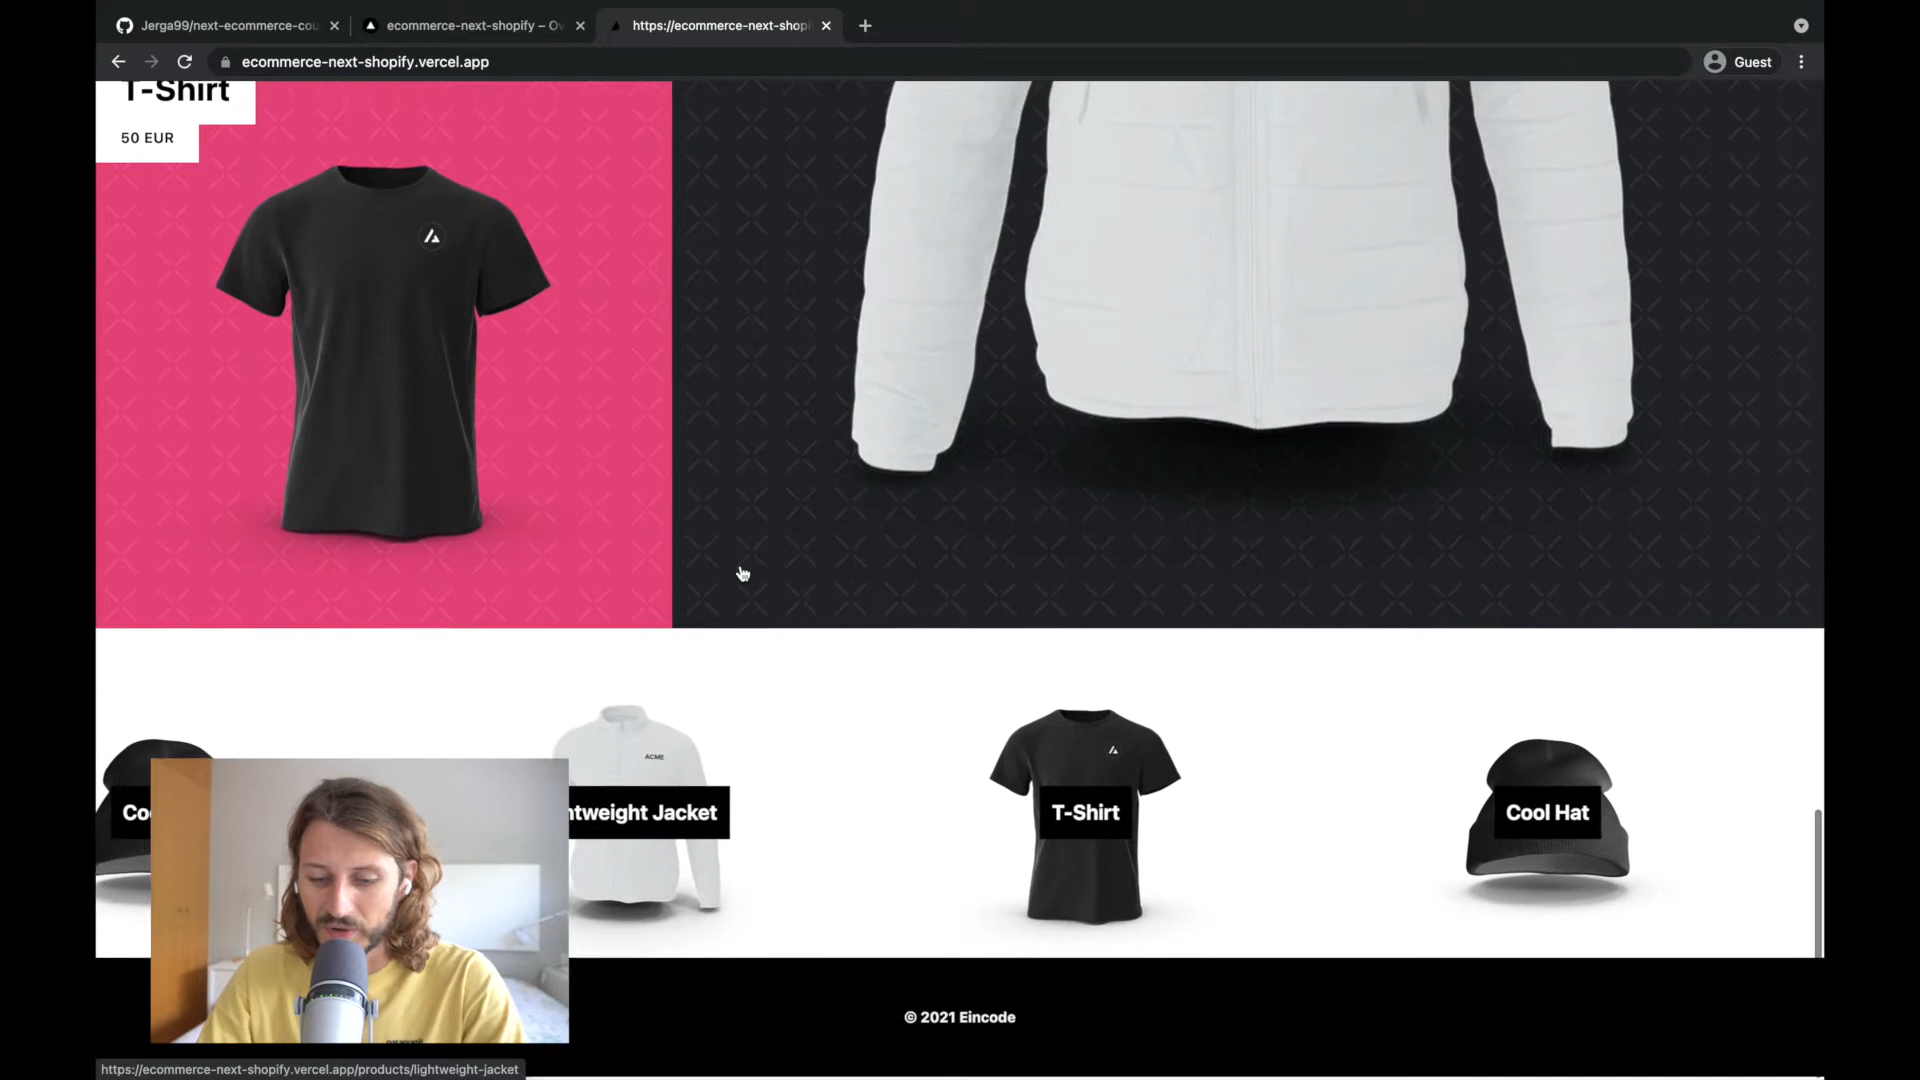 Jerga99/next-ecommerce-cou
ecommerce-next-shopify – Ov
https://ecommerce-next-shopi
ecommerce-next-shopify.vercel.app
Guest
T-Shirt
50 EUR
ACME
Coo
htweight Jacket
T-Shirt
Cool Hat
© 2021 Eincode
https://ecommerce-next-shopify.vercel.app/products/lightweight-jacket